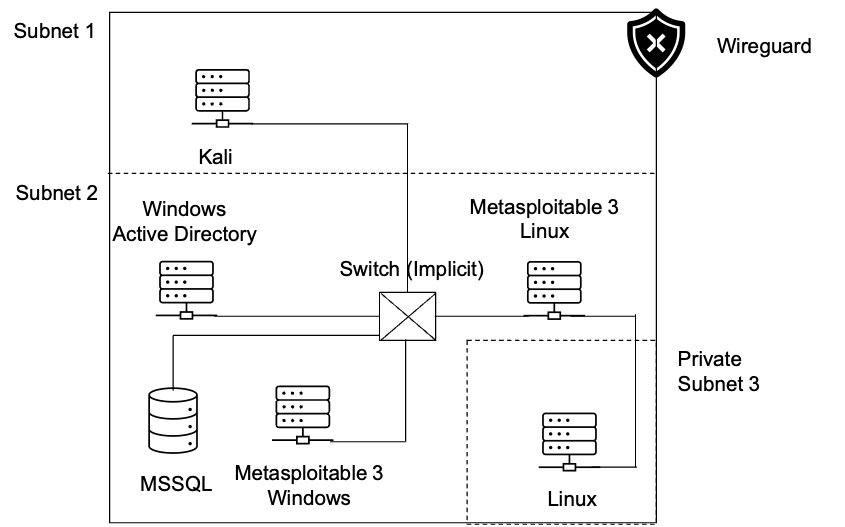 Subnet 1
Wireguard
Kali
Subnet 2
Windows
Active Directory
Metasploitable 3
Linux
Switch (Implicit)
Private
Subnet 3
MSSQL
Metasploitable 3
Windows
Linux